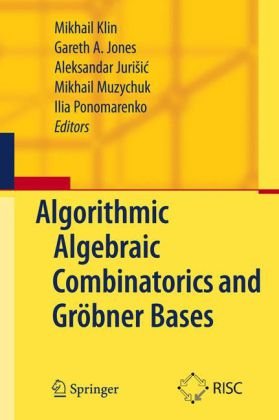 Mikhail Klin
Gareth A. Jones
Aleksandar Jurišić
Mikhail Muzychuk
Ilia Ponomarenko
Editors
Algorithmic
Algebraic
Combinatorics and
Gröbner Bases
Springer
RISC